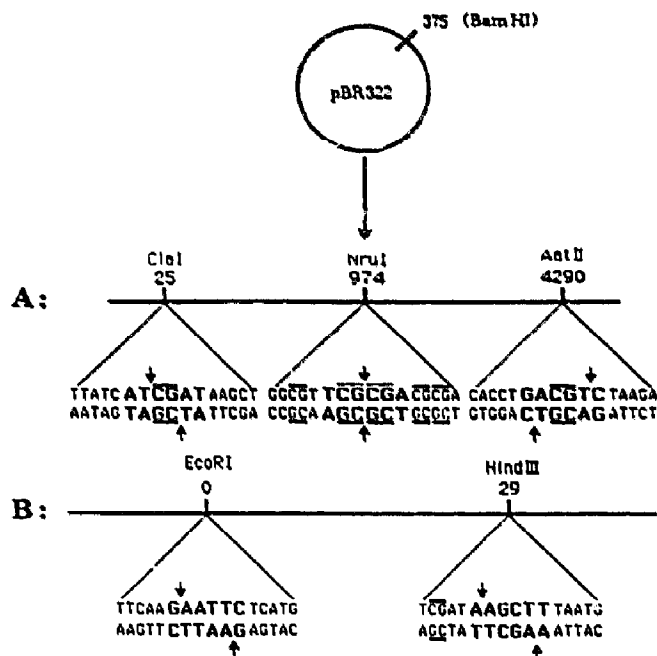 375 (Bam HI)
pBR322
ClaI NruI AatII
25 974 4290
A:
TTATC ATCGAT AAGCT GGCGT TCGCGA CGCGA CACCT GACGTC TAAGA
AATAG TAGCTA TTCGA CCGCA AGCGCT GCGCT GTGGA CTGCAG ATTCT
EcoRI HindIII
0 29
B:
TTCAA GAATTC TCATG TCGAT AAGCTT TAATG
AAGTT CTTAAG AGTAC AGCTA TTCGAA ATTAC